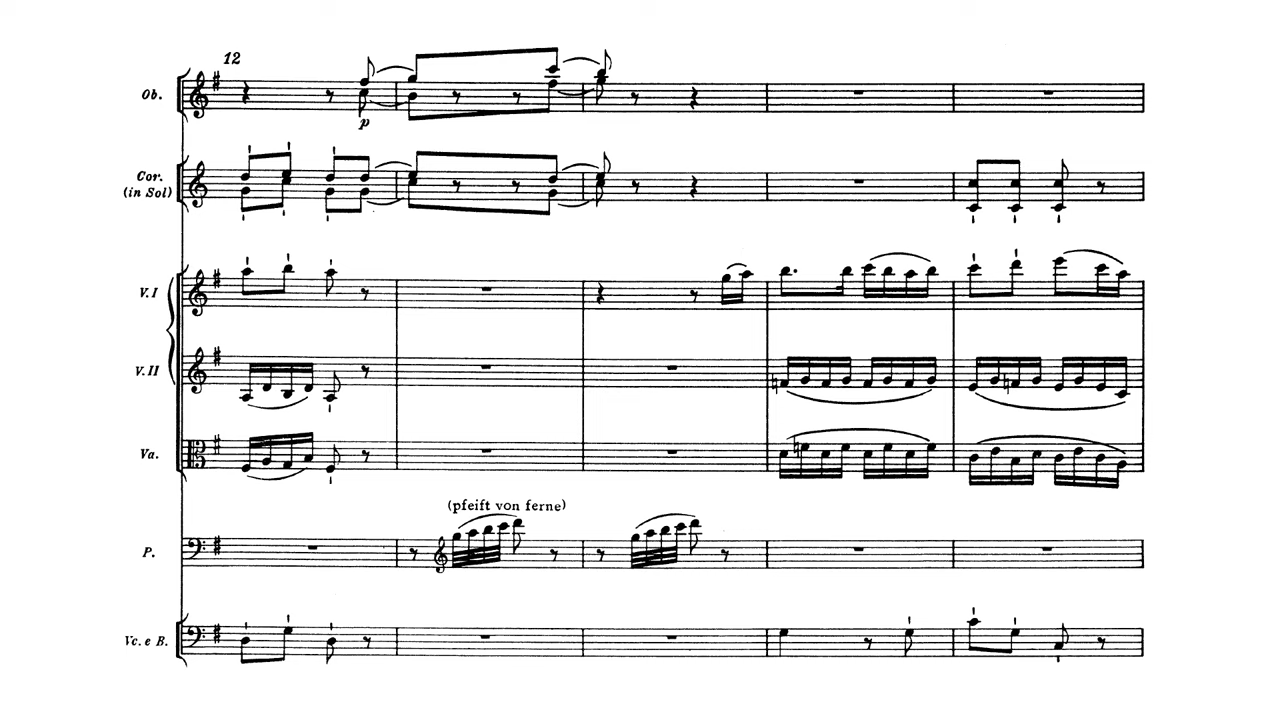 12
Ob.
p
Cor.
(in Sol)
V. I
V. II
Va.
(pfeift von ferne)
P.
Vc. e B.